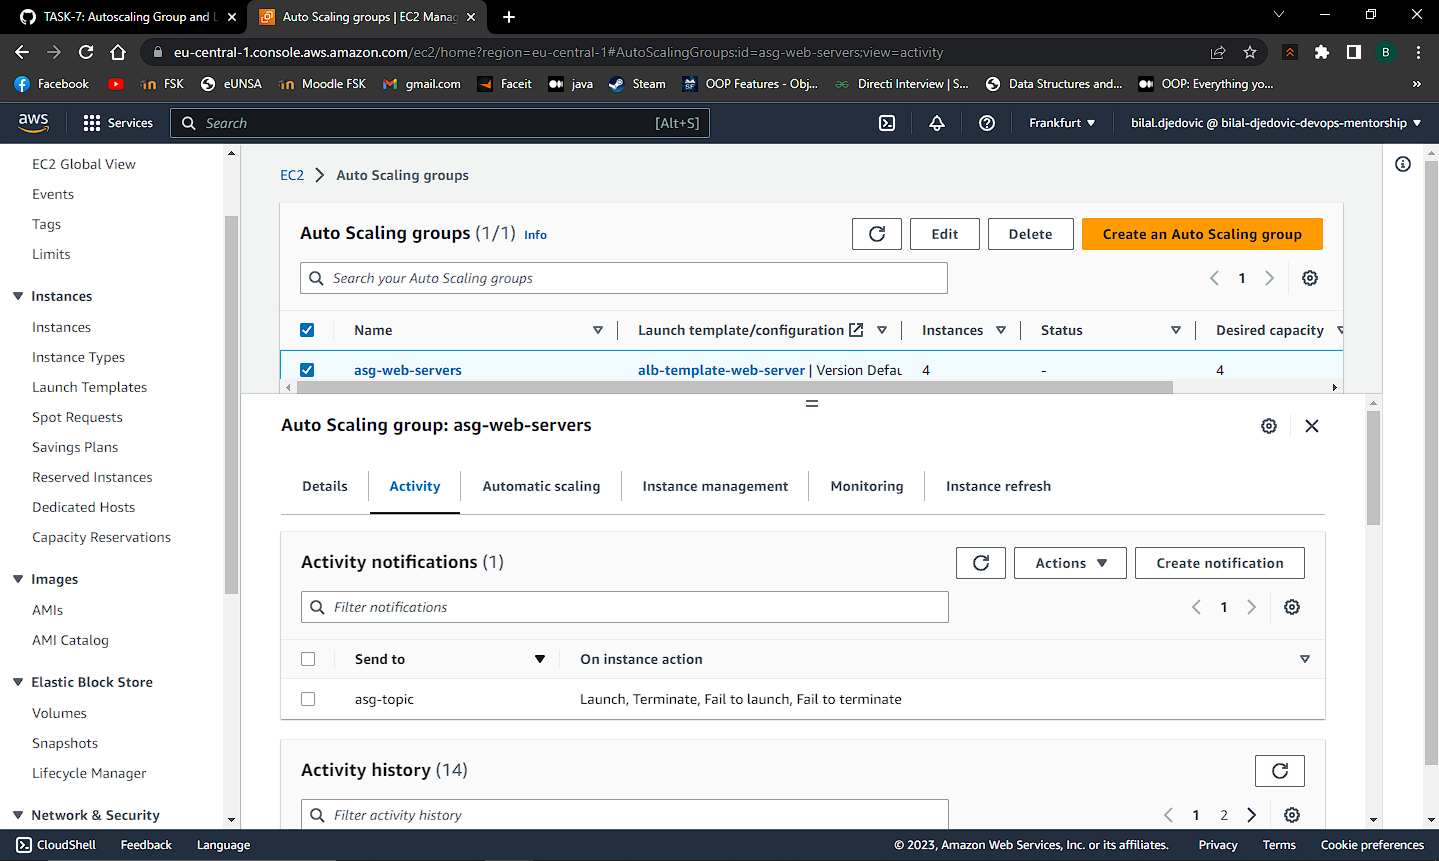 TASK-7: Autoscaling Group and L
Auto Scaling groups | EC2 Manag
eu-central-1.console.aws.amazon.com/ec2/home?region=eu-central-1#AutoScalingGroups:id=asg-web-servers;view=activity
B
Facebook
FSK
eUNSA
Moodle FSK
gmail.com
Faceit
java
Steam
OOP Features - Obj...
Directi Interview | S...
Data Structures and...
OOP: Everything yo...
aws
Services
Search
[Alt+S]
Frankfurt
bilal.djedovic @ bilal-djedovic-devops-mentorship
EC2 Global View
Events
Tags
Limits
Instances
Instances
Instance Types
Launch Templates
Spot Requests
Savings Plans
Reserved Instances
Dedicated Hosts
Capacity Reservations
Images
AMIs
AMI Catalog
Elastic Block Store
Volumes
Snapshots
Lifecycle Manager
Network & Security
EC2 > Auto Scaling groups
Auto Scaling groups (1/1) Info
Edit
Delete
Create an Auto Scaling group
Search your Auto Scaling groups
1
Name
Launch template/configuration
Instances
Status
Desired capacity
asg-web-servers
alb-template-web-server | Version Defau
4
-
4
Auto Scaling group: asg-web-servers
Details
Activity
Automatic scaling
Instance management
Monitoring
Instance refresh
Activity notifications (1)
Actions
Create notification
Filter notifications
1
Send to
On instance action
asg-topic
Launch, Terminate, Fail to launch, Fail to terminate
Activity history (14)
Filter activity history
1 2
CloudShell
Feedback
Language
© 2023, Amazon Web Services, Inc. or its affiliates.
Privacy
Terms
Cookie preferences